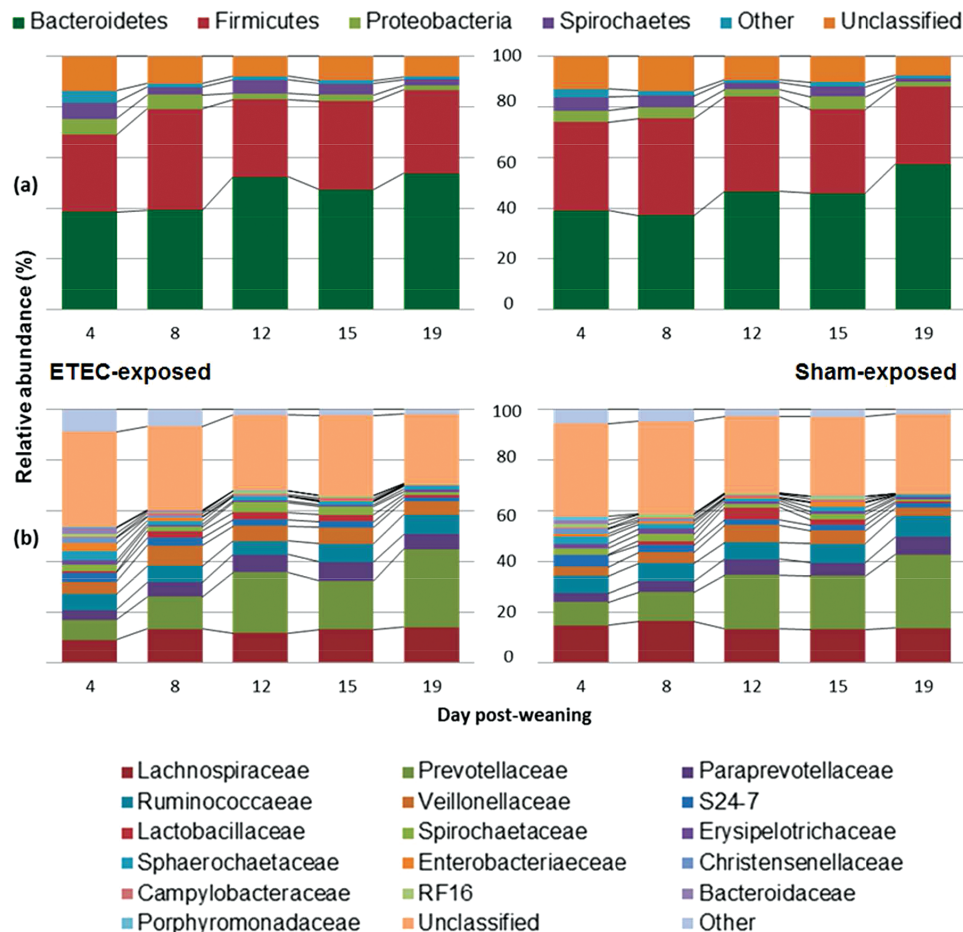 Bacteroidetes Firmicutes Proteobacteria Spirochaetes Other Unclassified
100
80
60
(a)
40
20
0
4 8 12 15 19 4 8 12 15 19
Relative abundance (%)
ETEC-exposed Sham-exposed
100
80
60
(b)
40
20
0
4 8 12 15 19 4 8 12 15 19
Day post-weaning
Lachnospiraceae Prevotellaceae Paraprevotellaceae
Ruminococcaeae Veillonellaceae S24-7
Lactobacillaceae Spirochaetaceae Erysipelotrichaceae
Sphaerochaetaceae Enterobacteriaeceae Christensenellaceae
Campylobacteraceae RF16 Bacteroidaceae
Porphyromonadaceae Unclassified Other